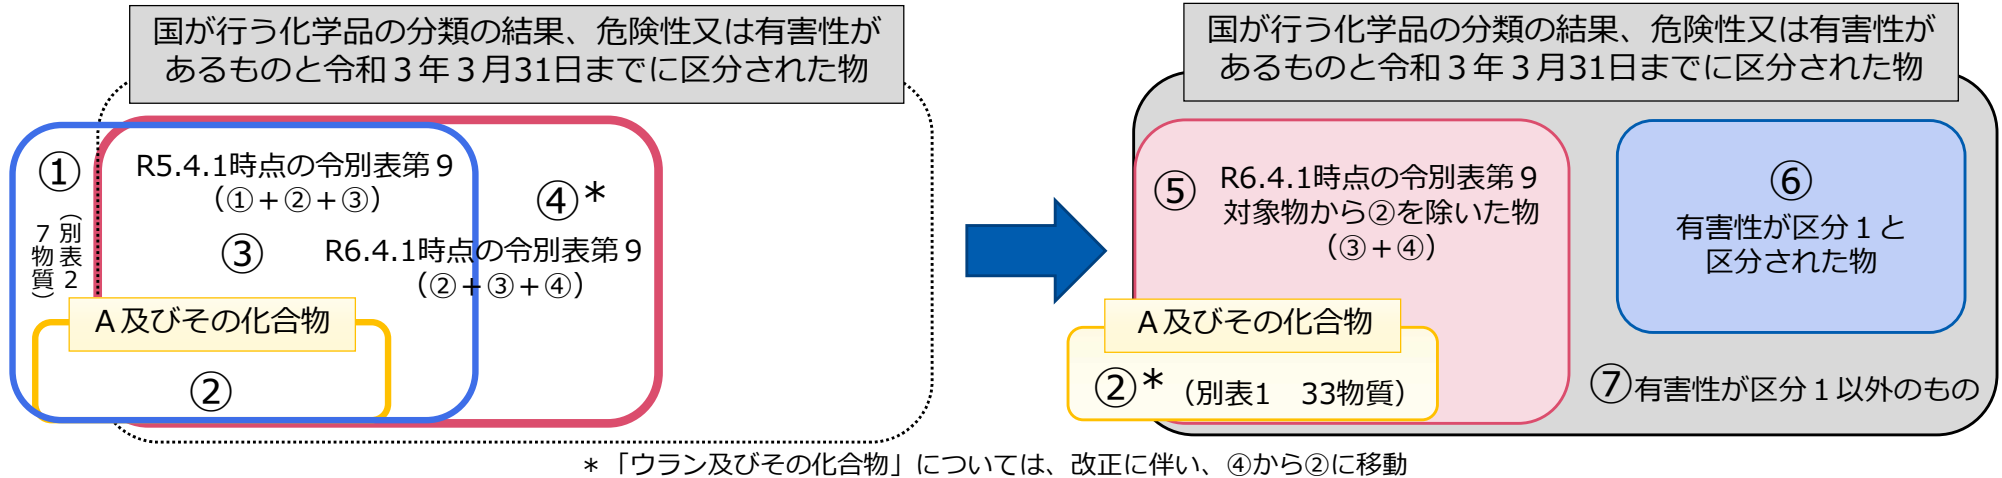 国が行う化学品の分類の結果、危険性又は有害性が
あるものと令和３年３月31日までに区分された物
①
（別表２
７物質）
R5.4.1時点の令別表第９
（①＋②＋③）
③
④＊
R6.4.1時点の令別表第９
（②＋③＋④）
Ａ及びその化合物
②
国が行う化学品の分類の結果、危険性又は有害性が
あるものと令和３年３月31日までに区分された物
⑤
R6.4.1時点の令別表第９
対象物から②を除いた物
（③＋④）
⑥
有害性が区分１と
区分された物
Ａ及びその化合物
②＊（別表1　33物質）
⑦有害性が区分１以外のもの
＊「ウラン及びその化合物」については、改正に伴い、④から②に移動